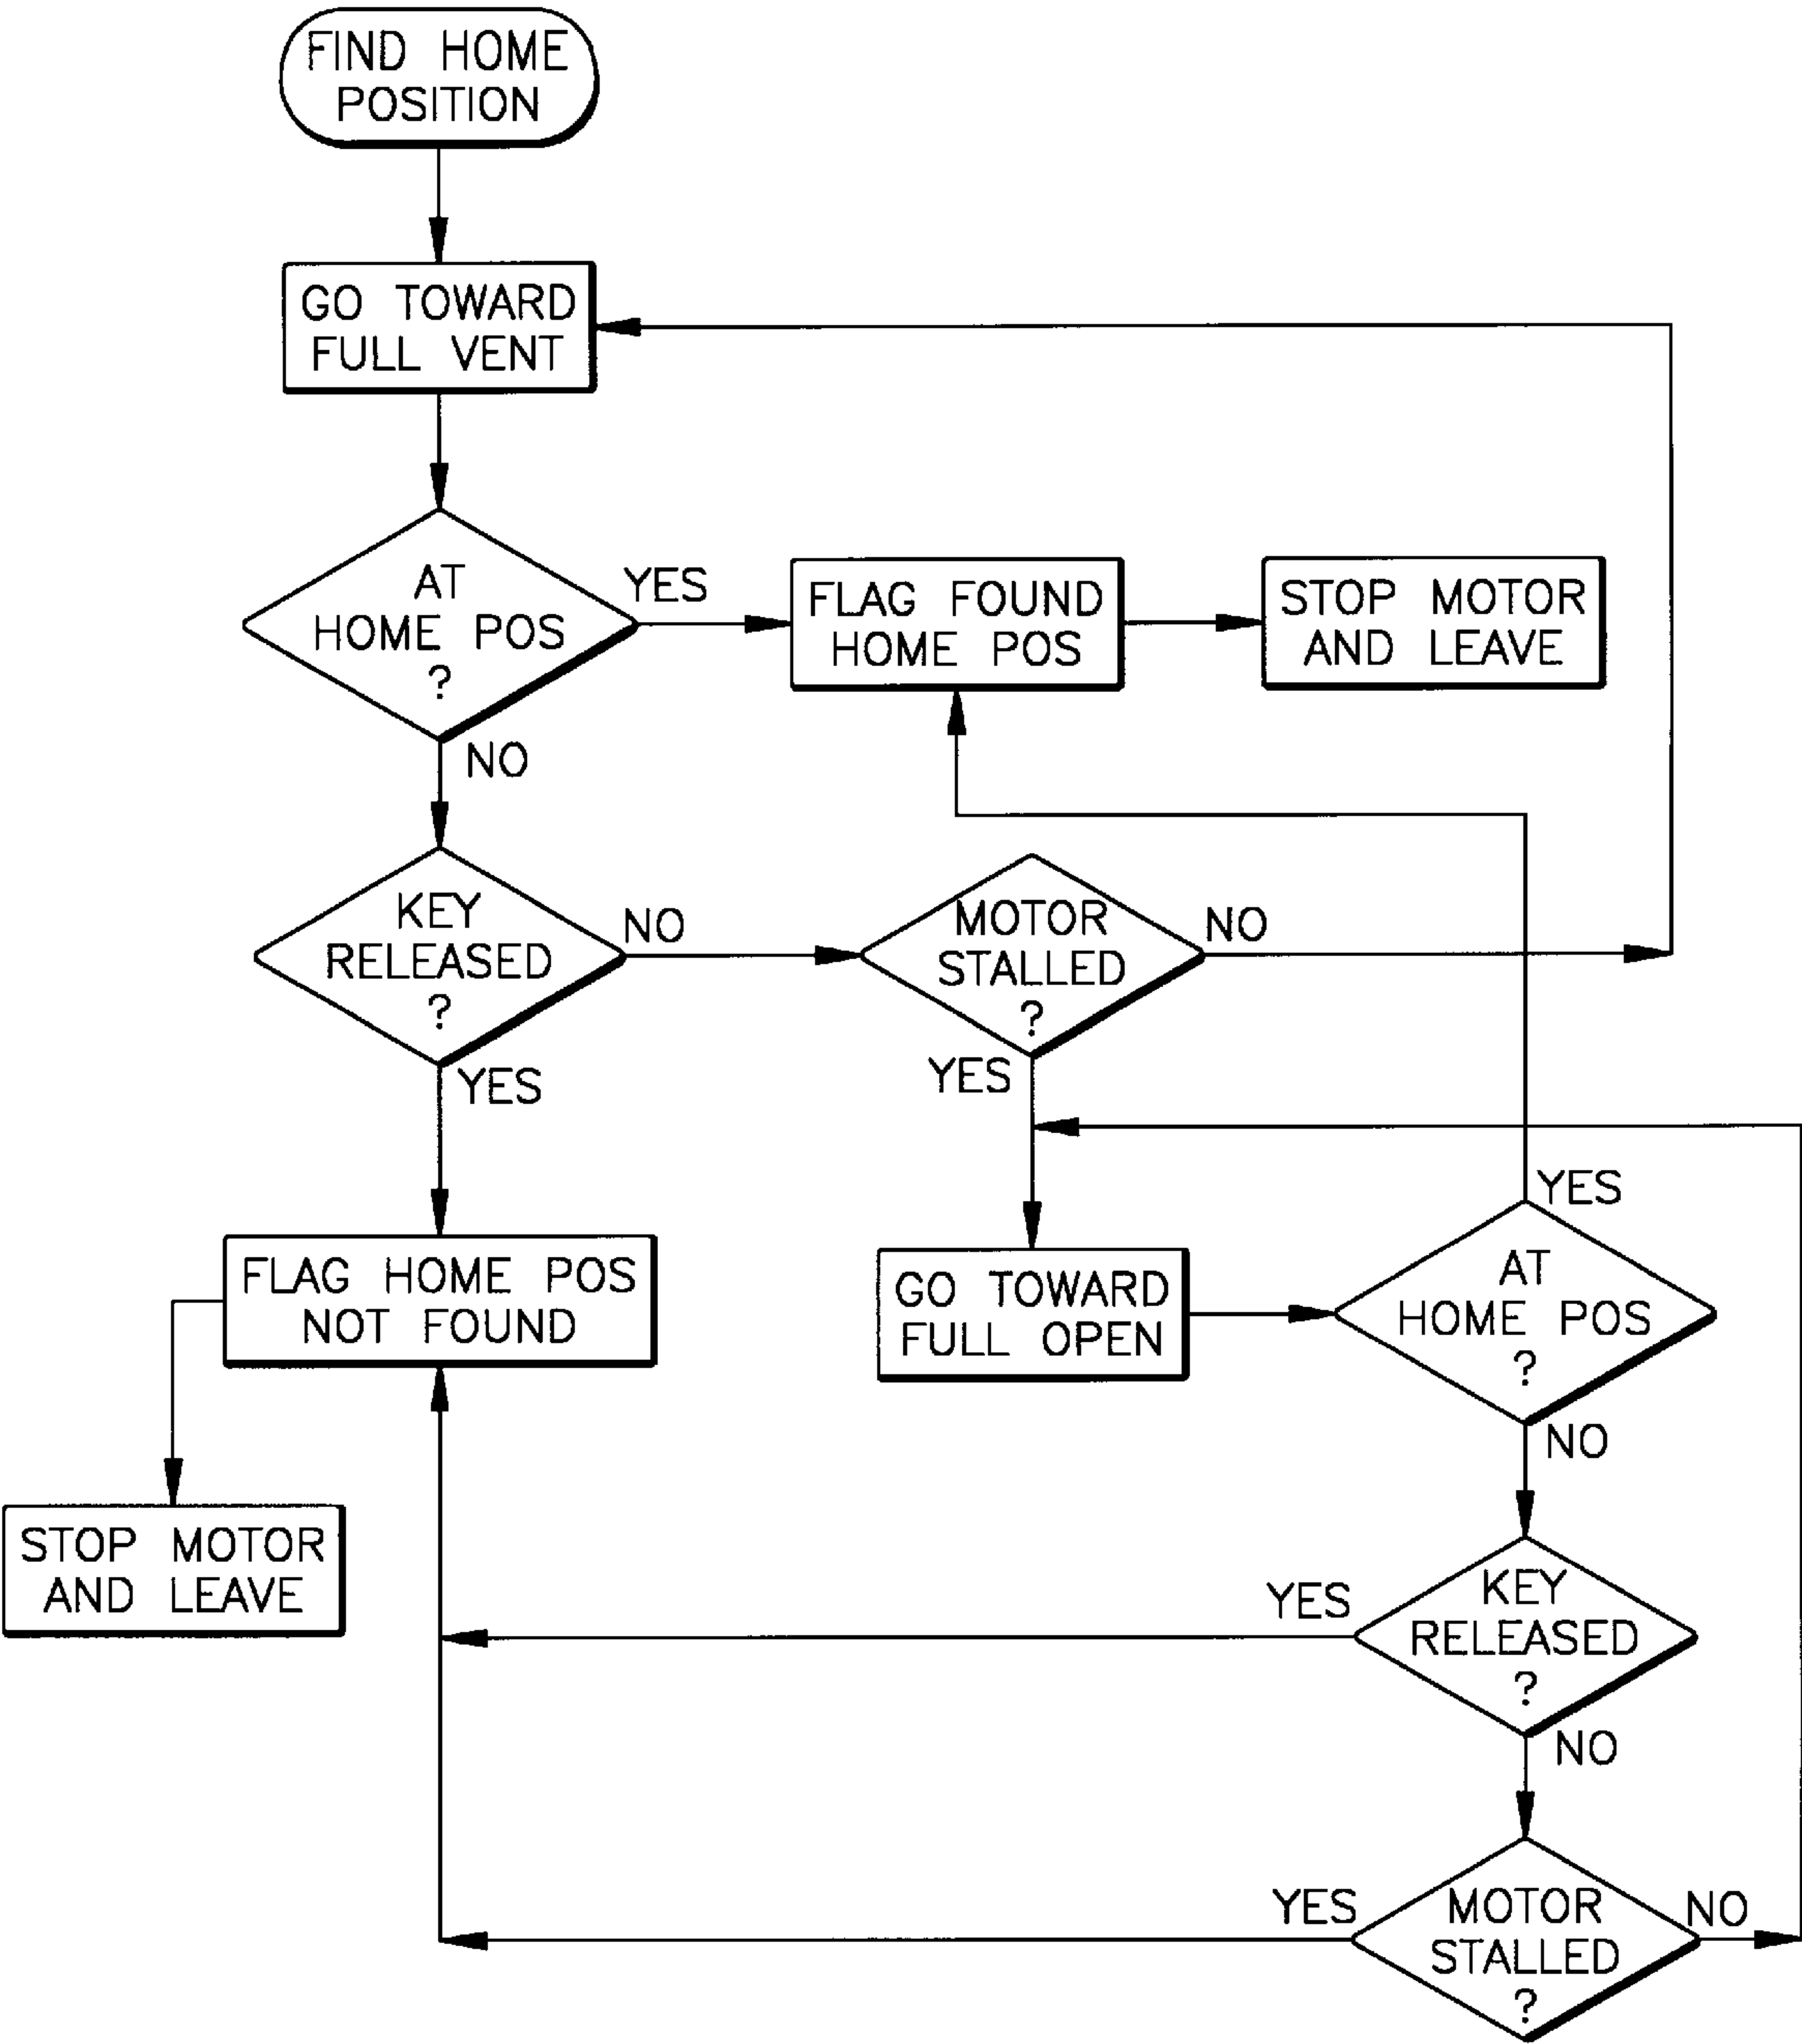 FIND HOME
POSITION
GO TOWARD
FULL VENT
AT
HOME POS
?
YES
NO
FLAG FOUND
HOME POS
STOP MOTOR
AND LEAVE
KEY
RELEASED
?
NO
YES
MOTOR
STALLED
?
NO
YES
FLAG HOME POS
NOT FOUND
STOP MOTOR
AND LEAVE
GO TOWARD
FULL OPEN
YES
AT
HOME POS
?
NO
YES
KEY
RELEASED
?
NO
YES
MOTOR
STALLED
?
NO